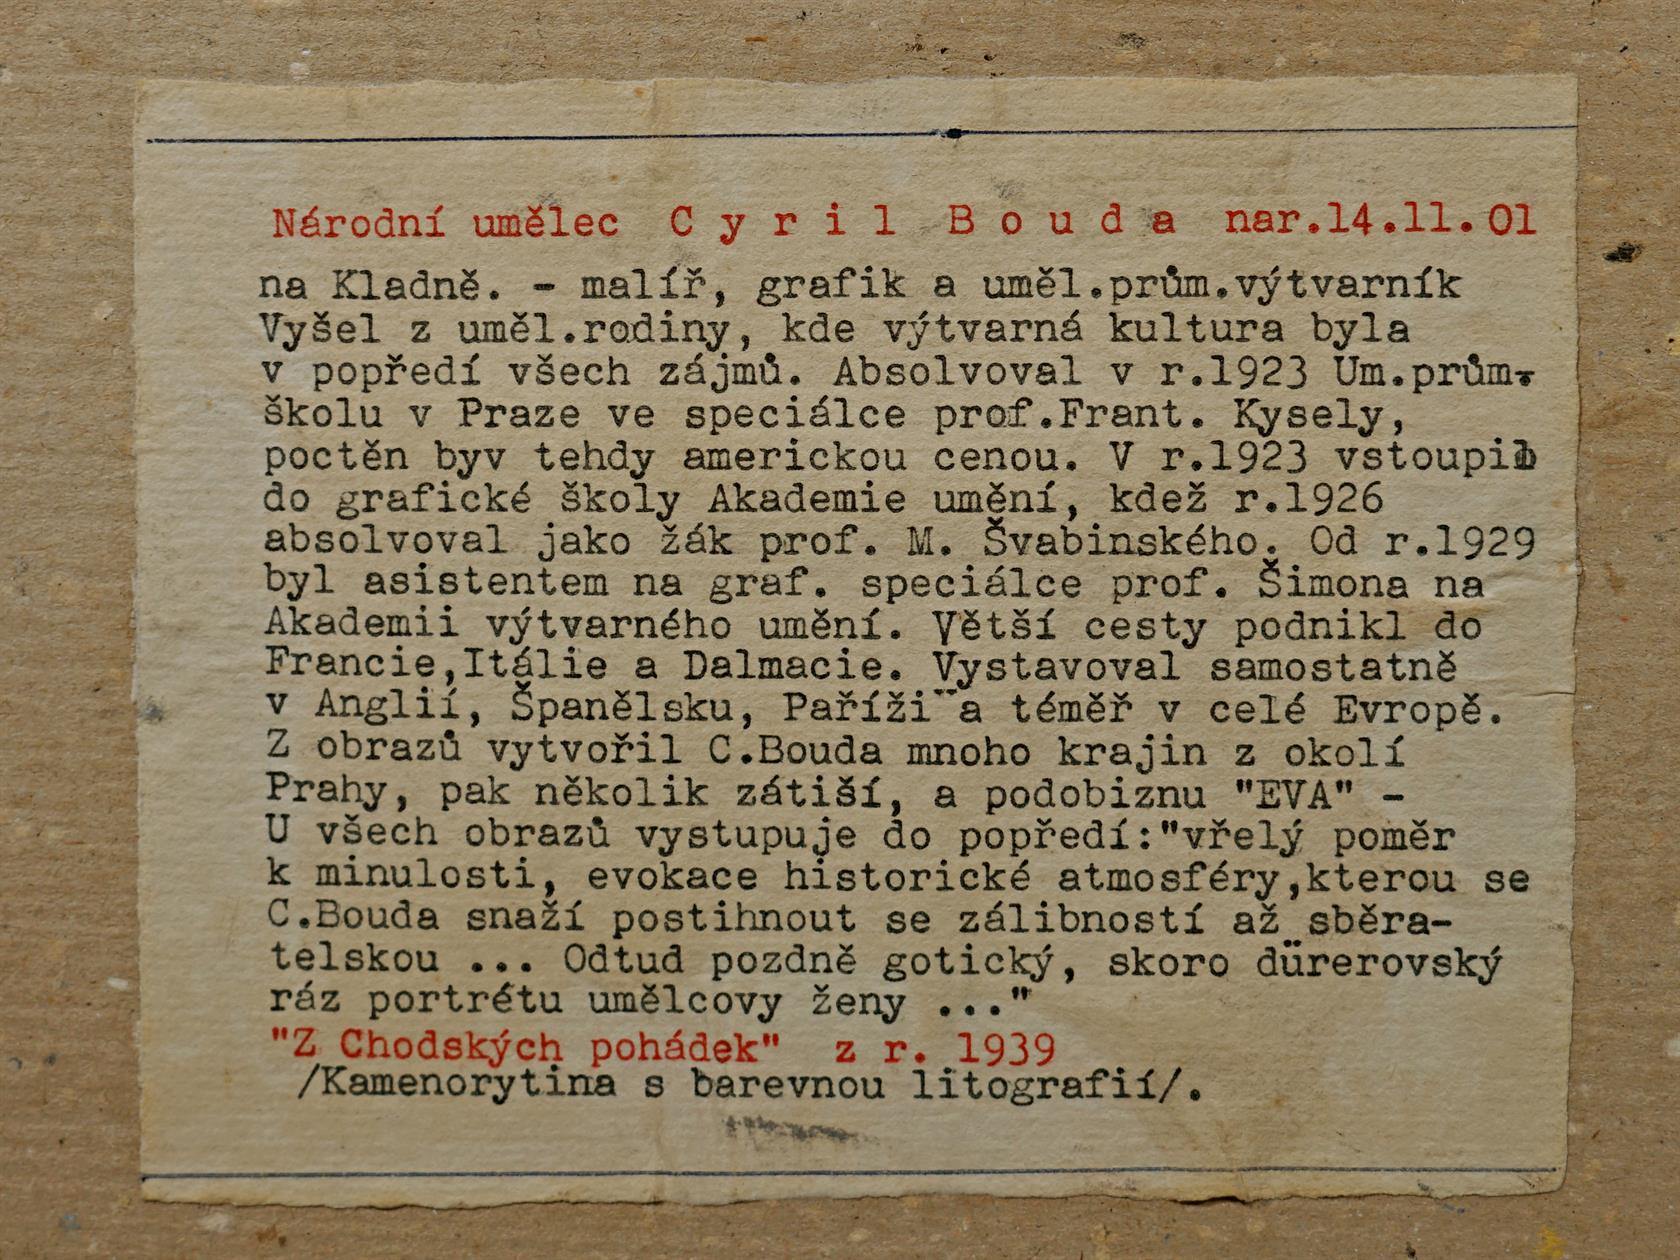 Národní umělec C y r i l B o u d a nar.14.11.01
na Kladně. - malíř, grafik a uměl.prům.výtvarník
Vyšel z uměl.rodiny, kde výtvarná kultura byla
v popředí všech zájmů. Absolvoval v r.1923 Um.prům.
školu v Praze ve speciálce prof.Frant. Kysely,
poctěn byv tehdy americkou cenou. V r.1923 vstoupil
do grafické školy Akademie umění, kdež r.1926
absolvoval jako žák prof. M. Švabinského. Od r.1929
byl asistentem na graf. speciálce prof. Šimona na
Akademii výtvarného umění. Větší cesty podnikl do
Francie,Itálie a Dalmacie. Vystavoval samostatně
v Anglií, Španělsku, Paříži a téměř v celé Evropě.
Z obrazů vytvořil C.Bouda mnoho krajin z okolí
Prahy, pak několik zátiší, a podobiznu "EVA" -
U všech obrazů vystupuje do popředí:"vřelý poměr
k minulosti, evokace historické atmosféry,kterou se
C.Bouda snaží postihnout se zálibností až sběra-
telskou ... Odtud pozdně gotický, skoro dürerovský
ráz portrétu umělcovy ženy ..."
"Z Chodských pohádek" z r. 1939
/Kamenorytina s barevnou litografií/.